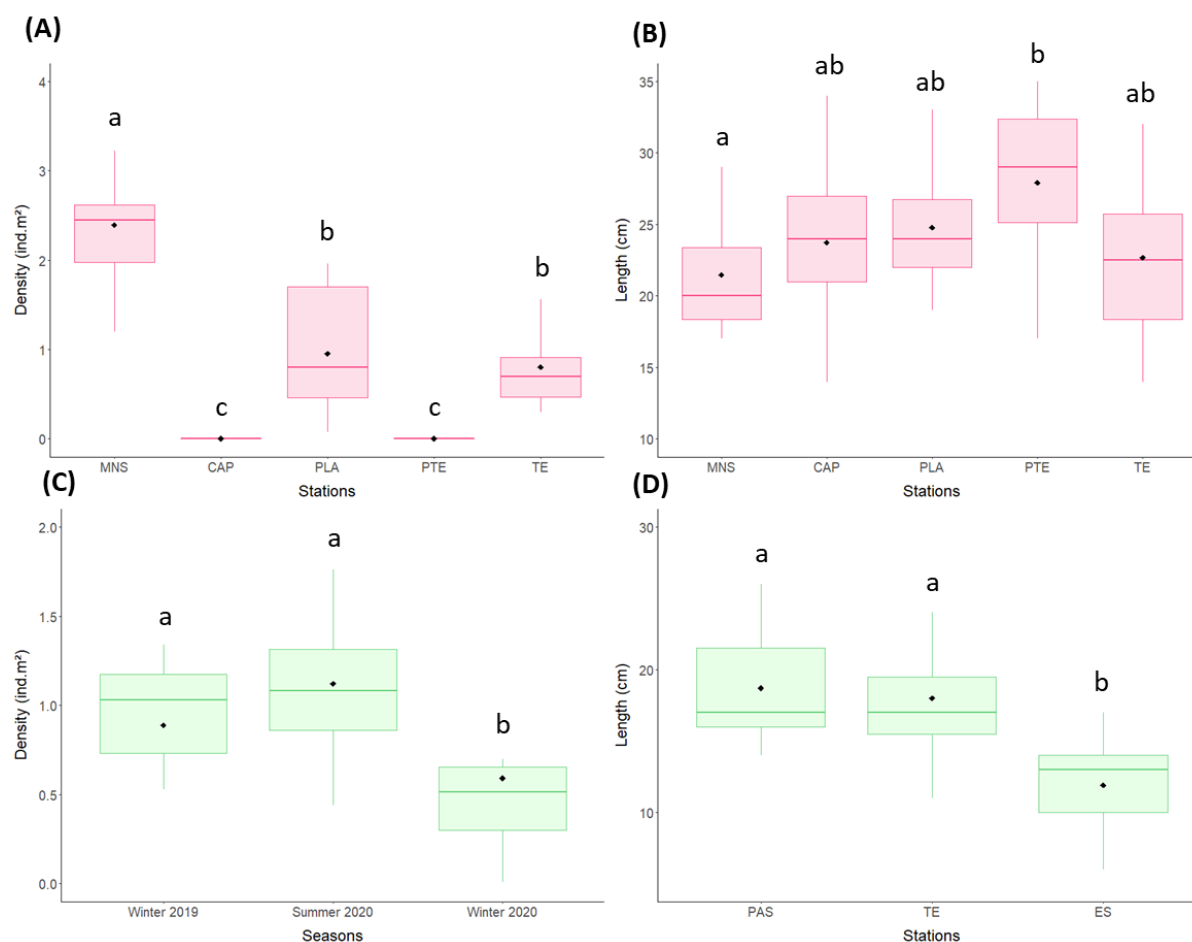 (A)
4
3
2
1
0
Density (ind.m²)
a
c
b
c
b
MNS CAP PLA PTE TE
Stations
(B)
35
30
25
20
15
10
Length (cm)
a
ab
ab
b
ab
MNS CAP PLA PTE TE
Stations
(C)
2.0
1.5
1.0
0.5
0.0
Density (ind.m²)
a
a
b
Winter 2019 Summer 2020 Winter 2020
Seasons
(D)
30
20
10
Length (cm)
a
a
b
PAS TE ES
Stations